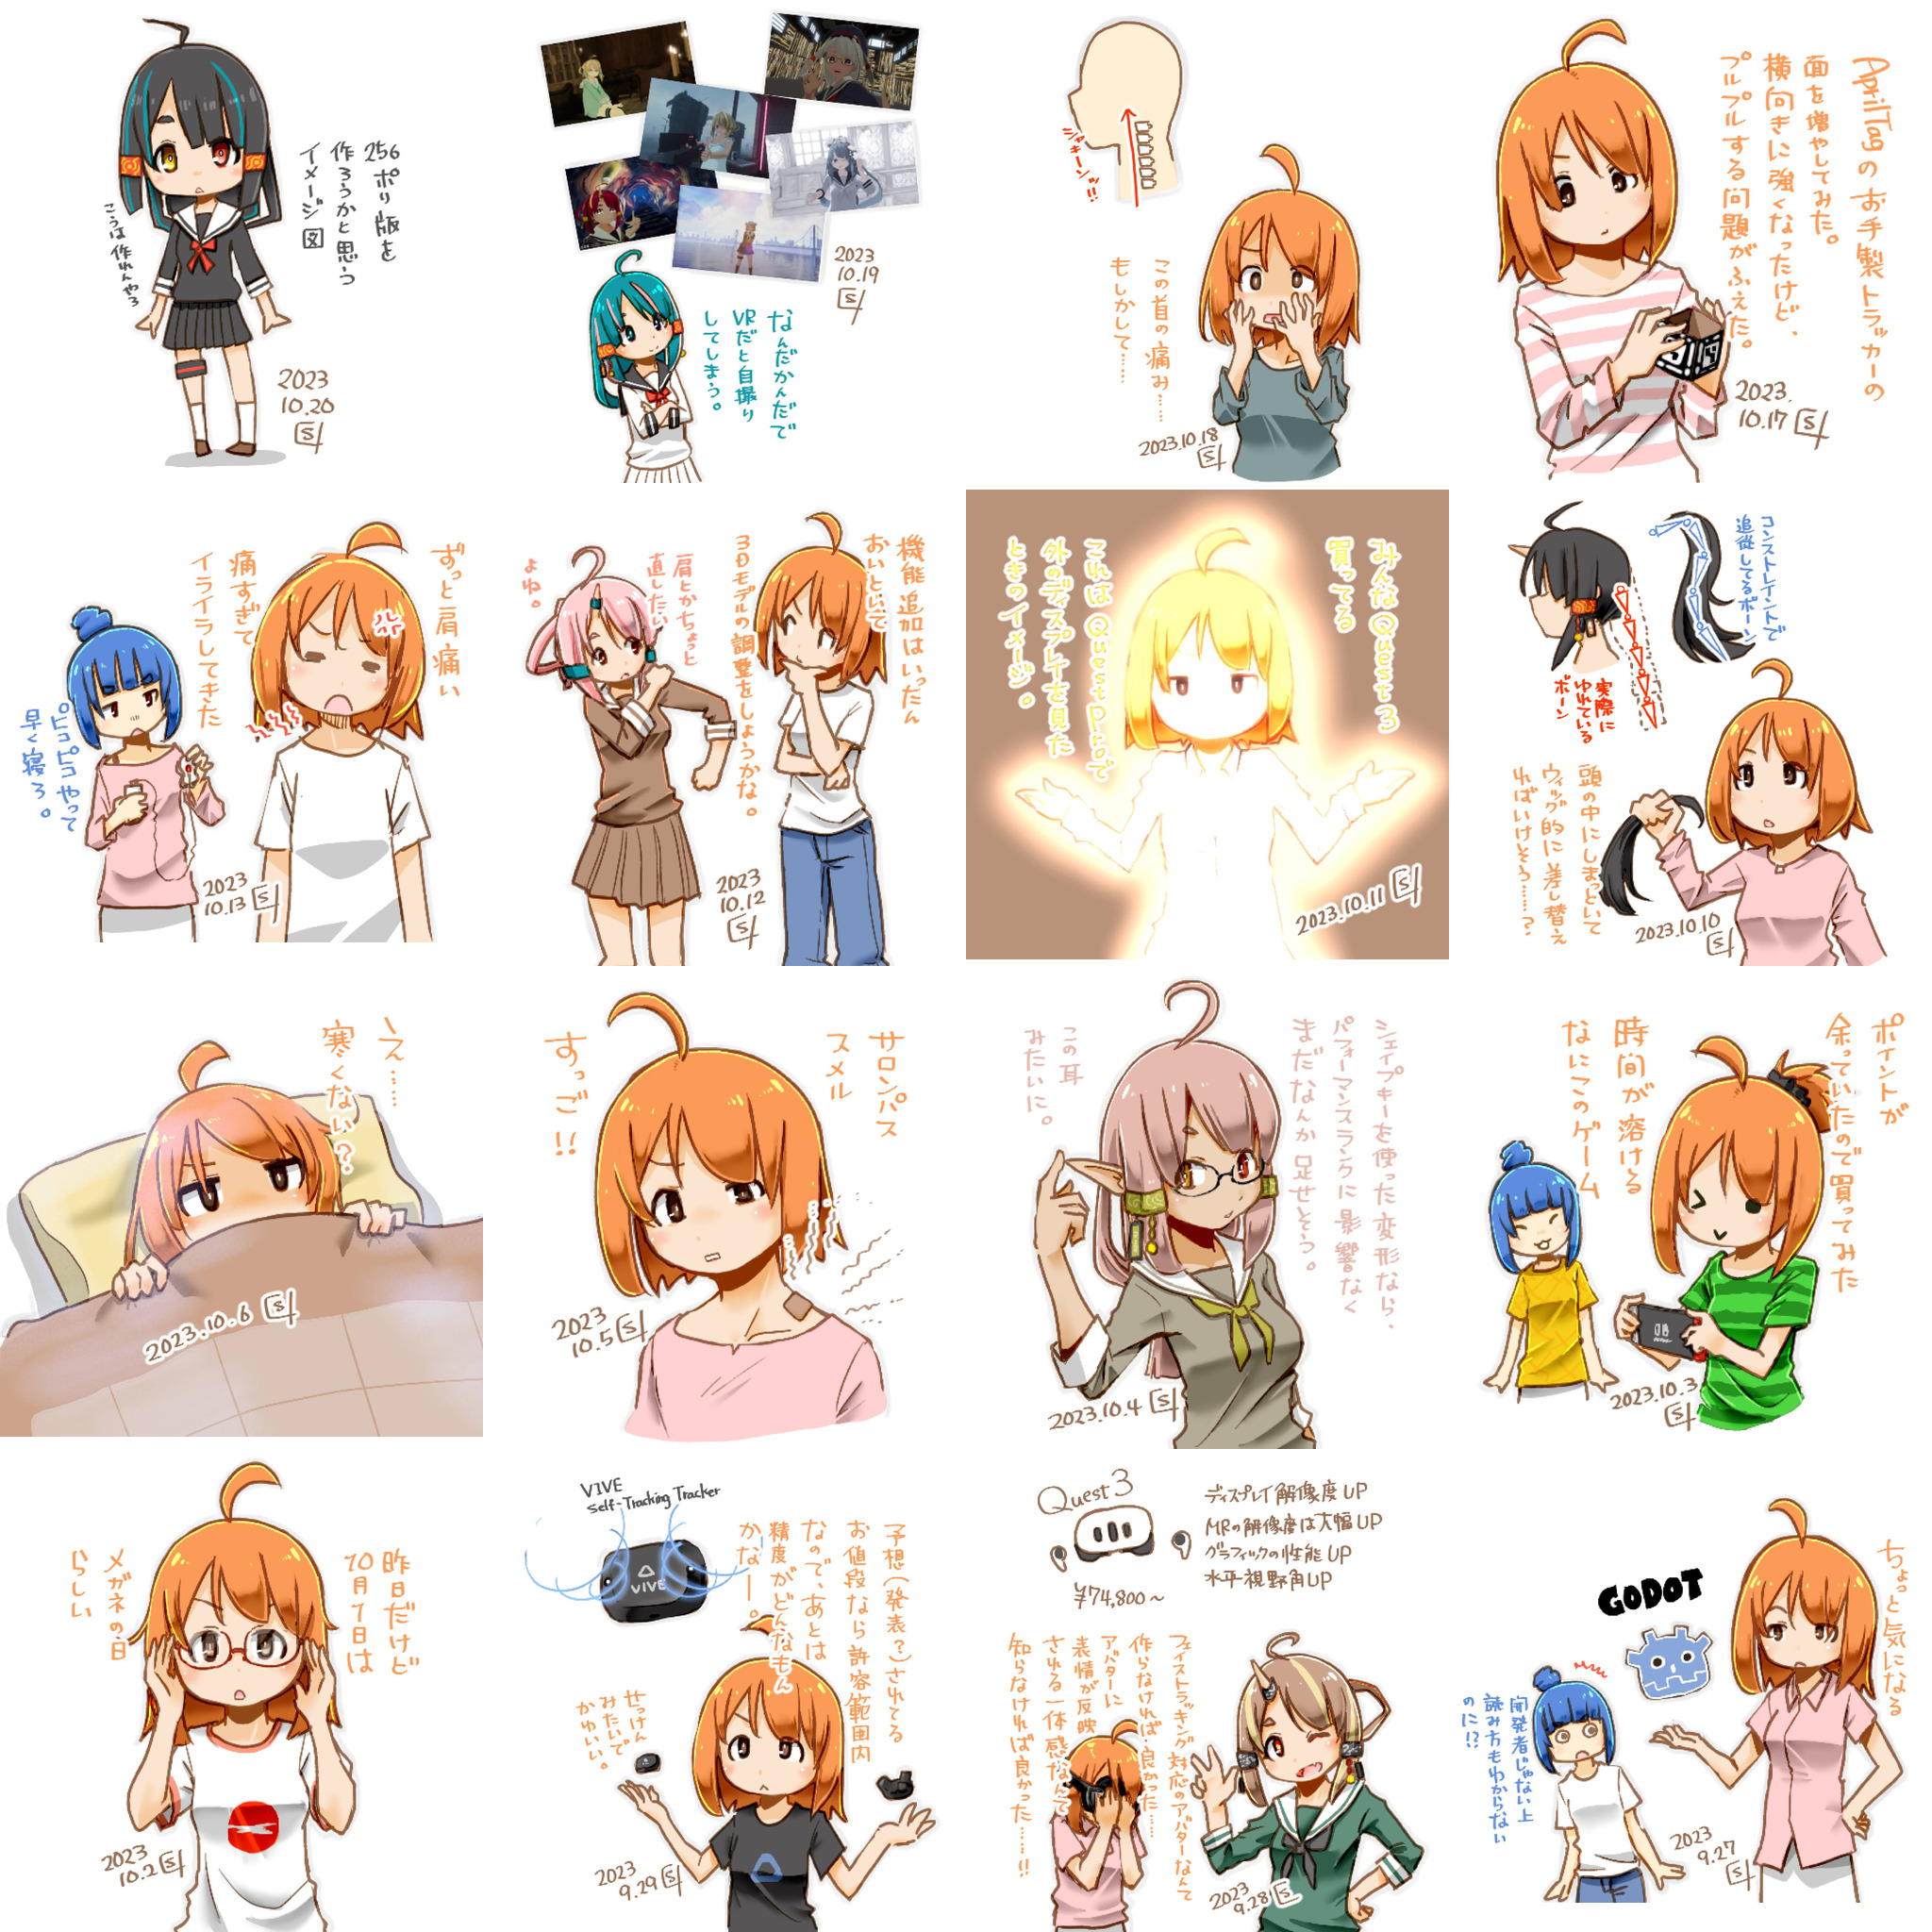 256ポリ版を
作ろうかと思う
イメージ図
こうは作れんやろ
2023
10.20
なんだかんだで
VRだと自撮り
してしまう。
2023
10.19
シャキーンッ!!
この首の痛み……
もしかして……
2023.10.18
AprilTagのお手製トラッカーの
面を増やしてみた。
横向きに強くなったけど、
プルプルする問題がふえた。
2023.
10.17
ずっと肩痛い
痛すぎて
イライラしてきた
ピコピコやって
早く寝ろ。
2023
10.13
機能追加はいったん
おいといて
3Dモデルの調整をしようかな。
肩とかちょっと
直したい
よね。
2023
10.12
みんなQuest3
買ってる
これはQuest Proで
外のディスプレイを見た
ときのイメージ。
2023.10.11
コンストレイントで
追従してるボーン
実際に
ゆれている
ボーン
頭の中にしまっといて
ウィッグ的に差し替え
ればいけそう……?
2023.10.10
え……
寒くない?
2023.10.6
サロンパス
スメル
すっご!!
2023
10.5
シェイプキーを使った変形なら、
パフォーマンスランクに影響なく
まだなんか足せそう。
この耳
みたいに。
2023.10.4
ポイントが
余っていたので買ってみた
時間が溶ける
なにこのゲーム
2023.10.3
昨日だけど
10月1日は
メガネの日
らしい
2023
10.2
VIVE
Self-Tracking Tracker
VIVE
予想(発表?)されてる
お値段なら許容範囲内
なので、あとは
精度がどんなもん
かなー。
せっけん
みたいで
かわいい。
2023
9.29
Quest3
¥74,800~
ディスプレイ解像度UP
MRの解像度は大幅UP
グラフィックの性能UP
水平視野角UP
フェイストラッキング対応のアバターなんて
作らなければ良かった……
アバターに
表情が反映
される一体感なんて
知らなければ良かった……!!
2023
9.28
ちょっと気になる
GODOT
開発者じゃない上
読み方もわからない
のに!?
2023
9.27